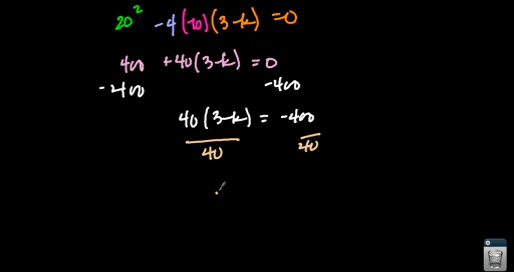 20² -4(-10)(3-k) = 0
400 + 40(3-k) = 0
-400 -400
40(3-k) = -400
40 40